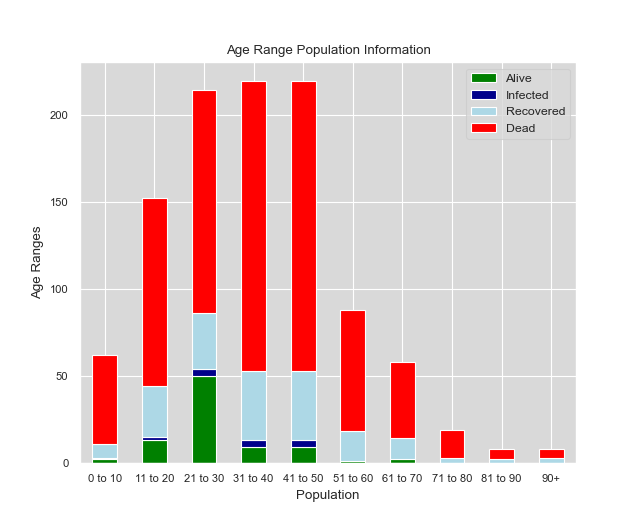 Age Range Population Information
Alive
Infected
Recovered
Dead
200
150
100
50
0
Age Ranges
0 to 10 11 to 20 21 to 30 31 to 40 41 to 50 51 to 60 61 to 70 71 to 80 81 to 90 90+
Population